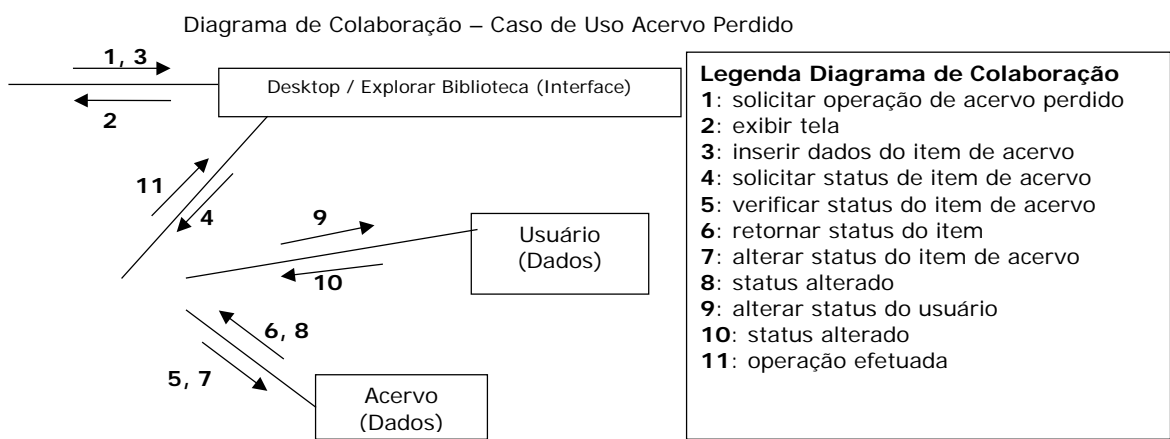 Diagrama de Colaboração – Caso de Uso Acervo Perdido
1, 3
Desktop / Explorar Biblioteca (Interface)
2
11
4
9
10
Usuário
(Dados)
6, 8
5, 7
Acervo
(Dados)
Legenda Diagrama de Colaboração
1: solicitar operação de acervo perdido
2: exibir tela
3: inserir dados do item de acervo
4: solicitar status de item de acervo
5: verificar status do item de acervo
6: retornar status do item
7: alterar status do item de acervo
8: status alterado
9: alterar status do usuário
10: status alterado
11: operação efetuada